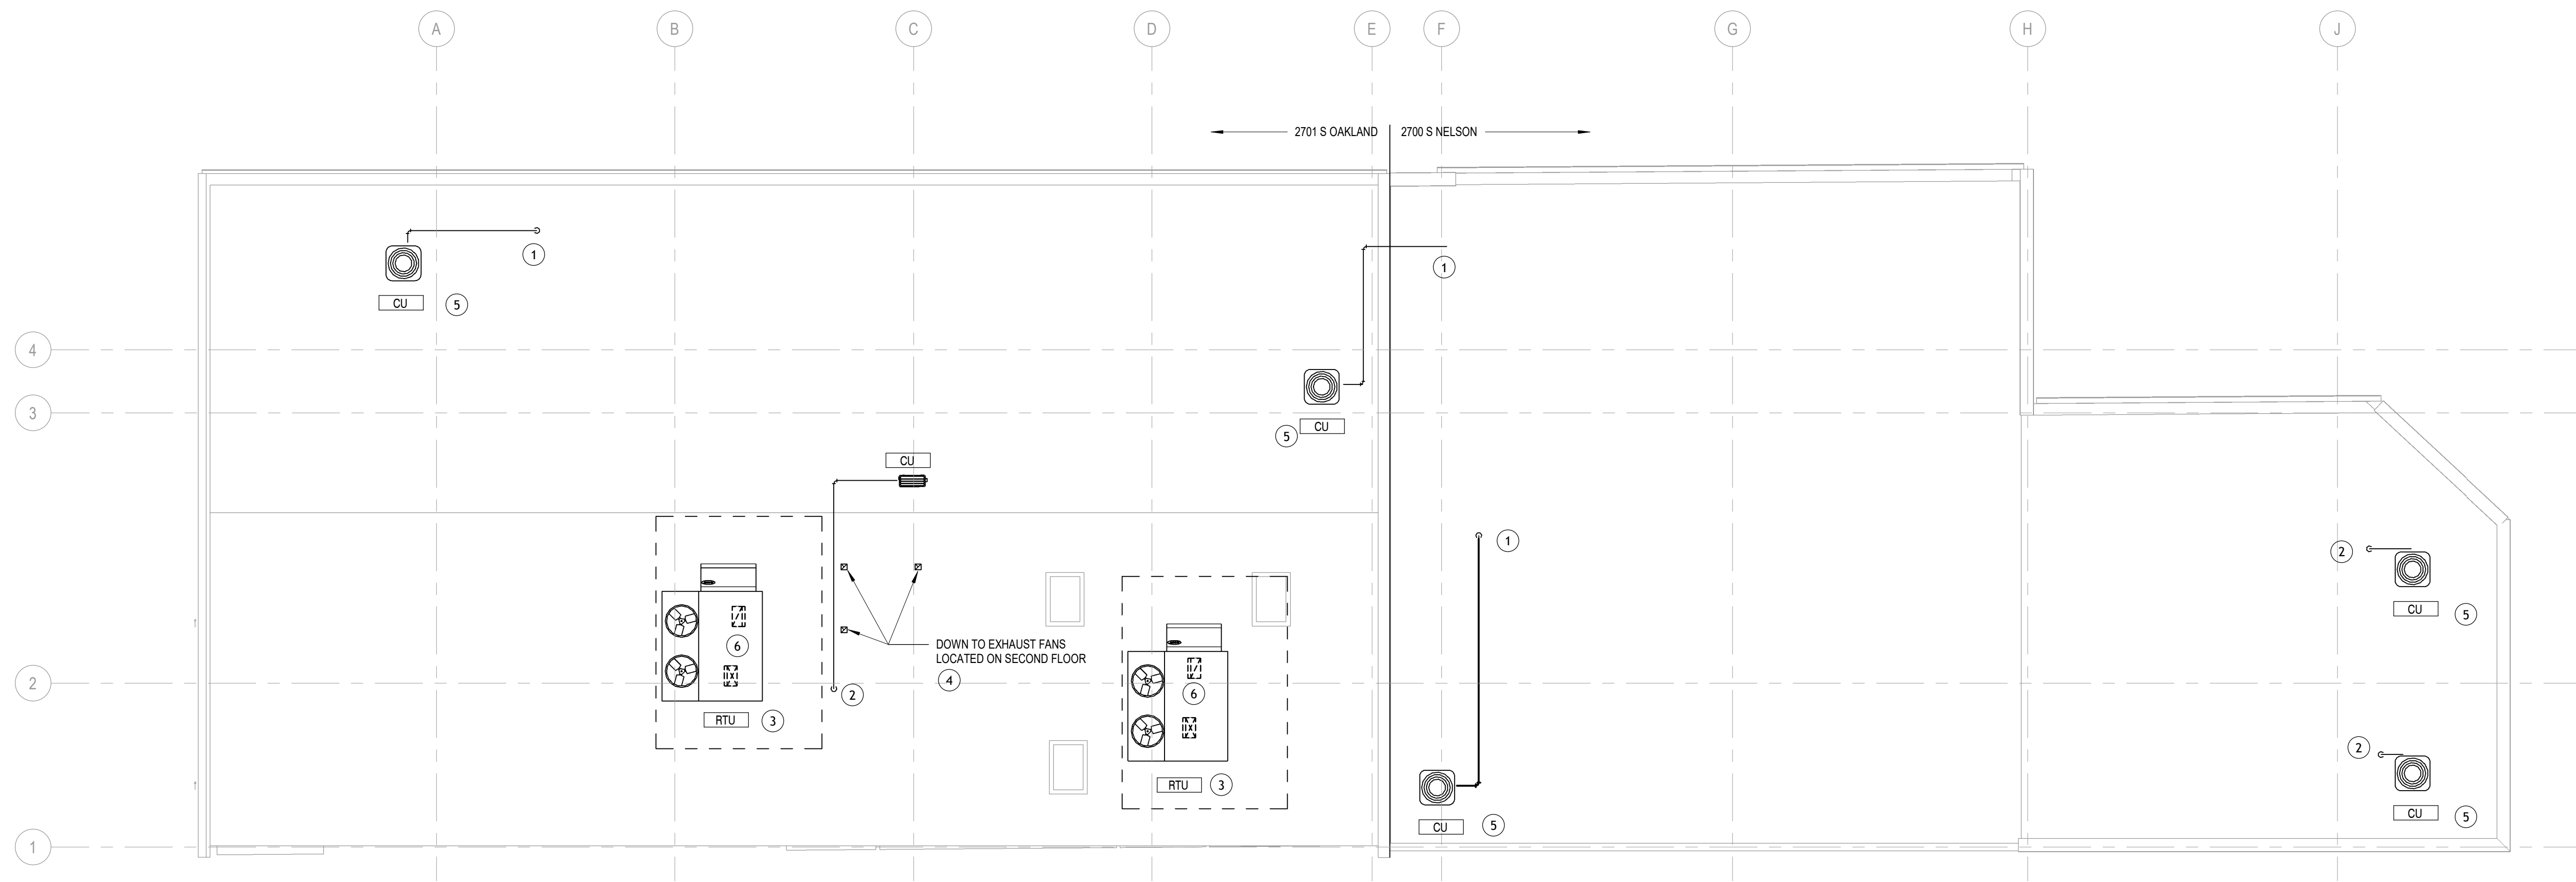 A
B
C
D
E
F
G
H
J
2701 S OAKLAND
2700 S NELSON
1
CU
5
1
4
3
CU
5
CU
1
2
CU
5
DOWN TO EXHAUST FANS
LOCATED ON SECOND FLOOR
4
6
6
2
2
RTU
3
RTU
3
2
CU
5
CU
5
1